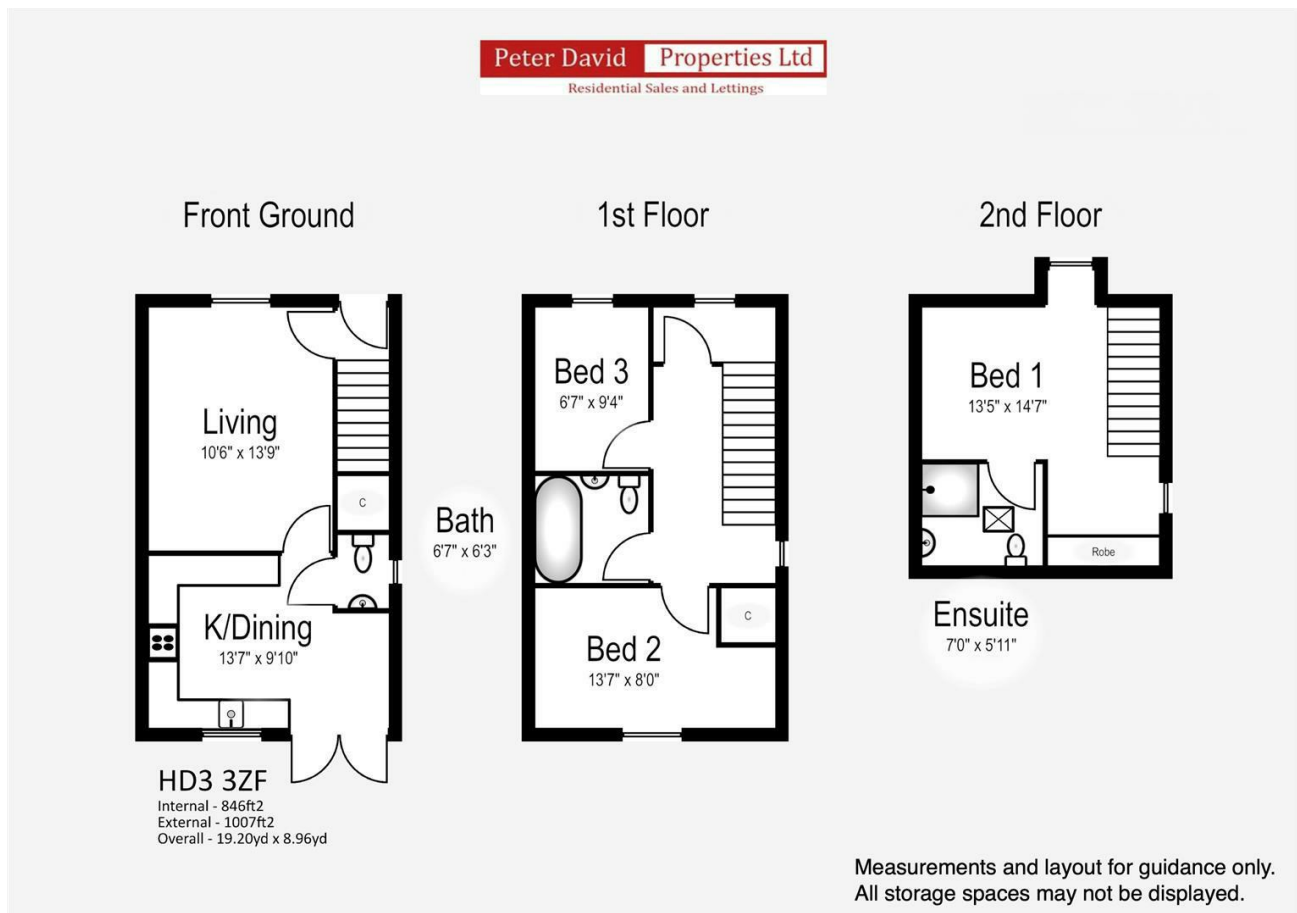 Peter David Properties Ltd
Residential Sales and Lettings
Front Ground
1st Floor
2nd Floor
Living
10'6" x 13'9"
C
K/Dining
13'7" x 9'10"
Bath
6'7" x 6'3"
Bed 3
6'7" x 9'4"
Bed 2
13'7" x 8'0"
C
Bed 1
13'5" x 14'7"
Robe
Ensuite
7'0" x 5'11"
HD3 3ZF
Internal - 846ft2
External - 1007ft2
Overall - 19.20yd x 8.96yd
Measurements and layout for guidance only.
All storage spaces may not be displayed.